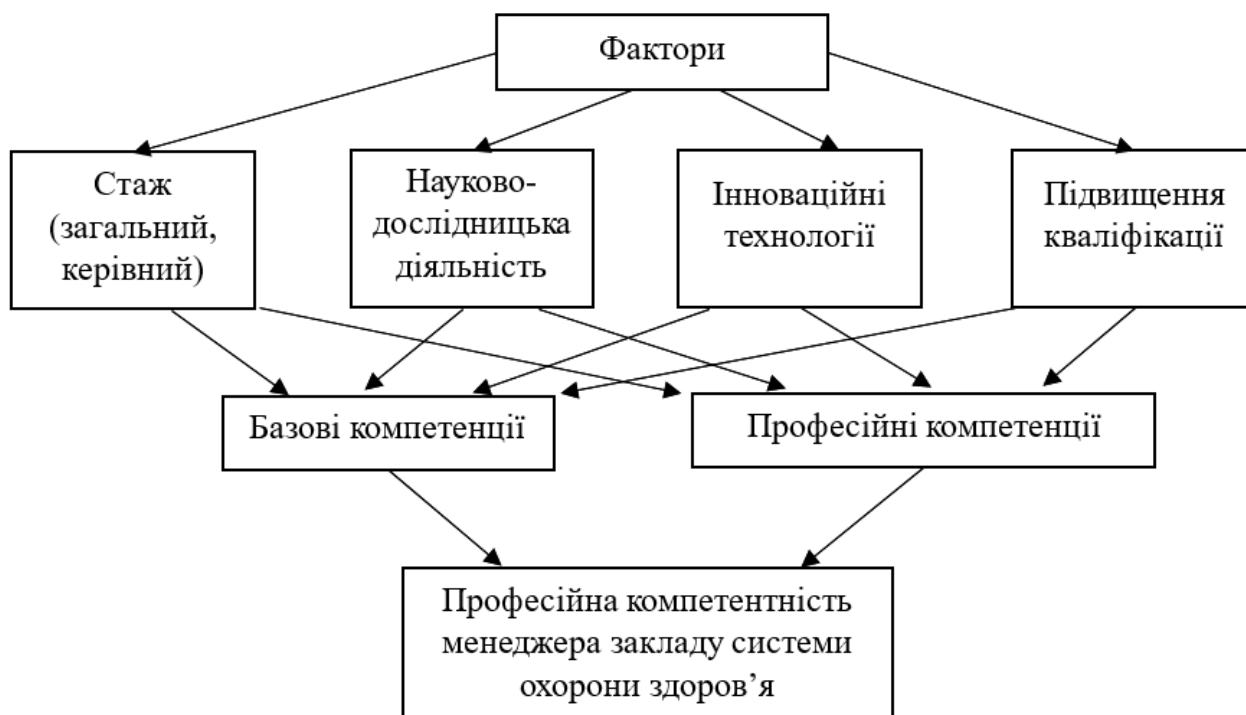 Фактори
Стаж
(загальний,
керівний)
Науково-
дослідницька
діяльність
Інноваційні
технології
Підвищення
кваліфікації
Базові компетенції
Професійні компетенції
Професійна компетентність
менеджера закладу системи
охорони здоров’я